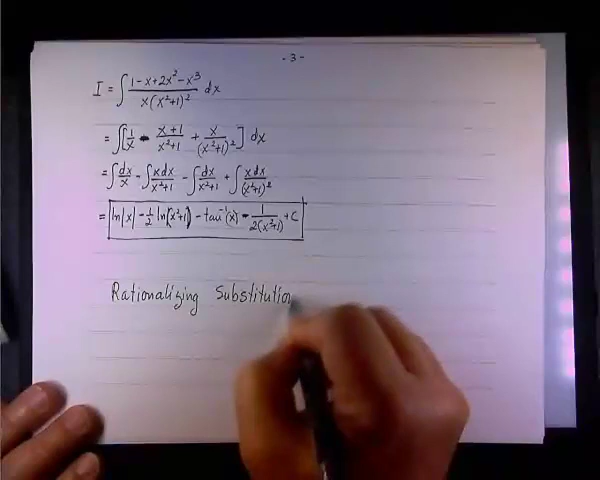 - 3 -
I = ∫ (1 - x + 2x² - x³) / (x(x²+1)²) dx
= ∫ [1/x - (x+1)/(x²+1) + x/(x²+1)²] dx
= ∫ dx/x - ∫ xdx/(x²+1) - ∫ dx/(x²+1) + ∫ xdx/(x²+1)²
= ln|x| - 1/2 ln(x²+1) - tan⁻¹(x) - 1/(2(x²+1)) + C
Rationalizing Substitution